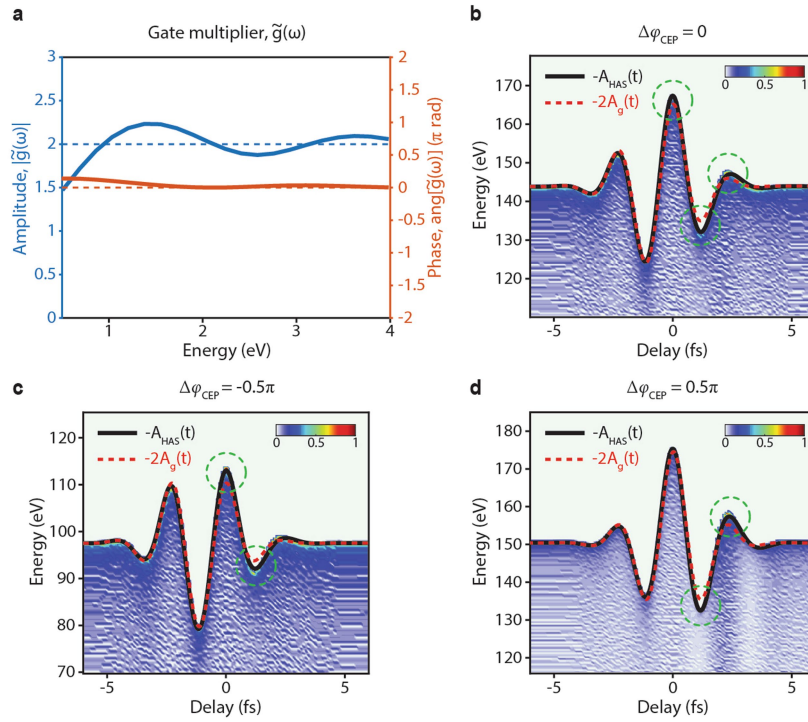 a
Gate multiplier, g̃(ω)
Amplitude, |g̃(ω)|
3
2.5
2
1.5
1
0.5
0
1
2
3
4
Energy (eV)
2
1.5
1
0.5
0
-0.5
-1
-1.5
-2
Phase, ang[g̃(ω)] (π rad)
b
Δφ_CEP = 0
-A_HAS(t)
-2A_g(t)
0 0.5 1
Energy (eV)
170
160
150
140
130
120
-5 0 5
Delay (fs)
c
Δφ_CEP = -0.5π
-A_HAS(t)
-2A_g(t)
0 0.5 1
Energy (eV)
120
110
100
90
80
70
-5 0 5
Delay (fs)
d
Δφ_CEP = 0.5π
-A_HAS(t)
-2A_g(t)
0 0.5 1
Energy (eV)
180
170
160
150
140
130
120
-5 0 5
Delay (fs)